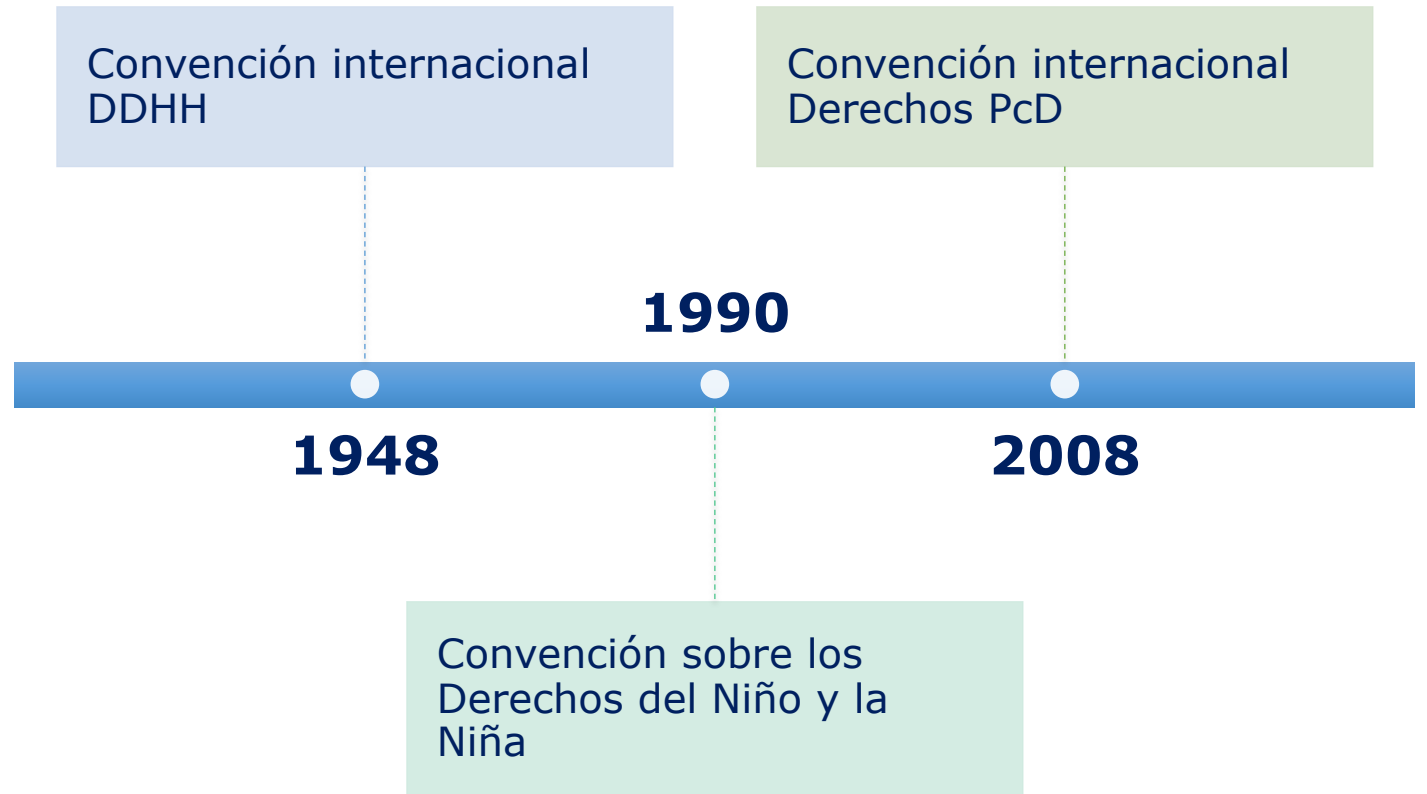 Convención internacional
DDHH
Convención internacional
Derechos PcD
1990
1948
2008
Convención sobre los
Derechos del Niño y la
Niña